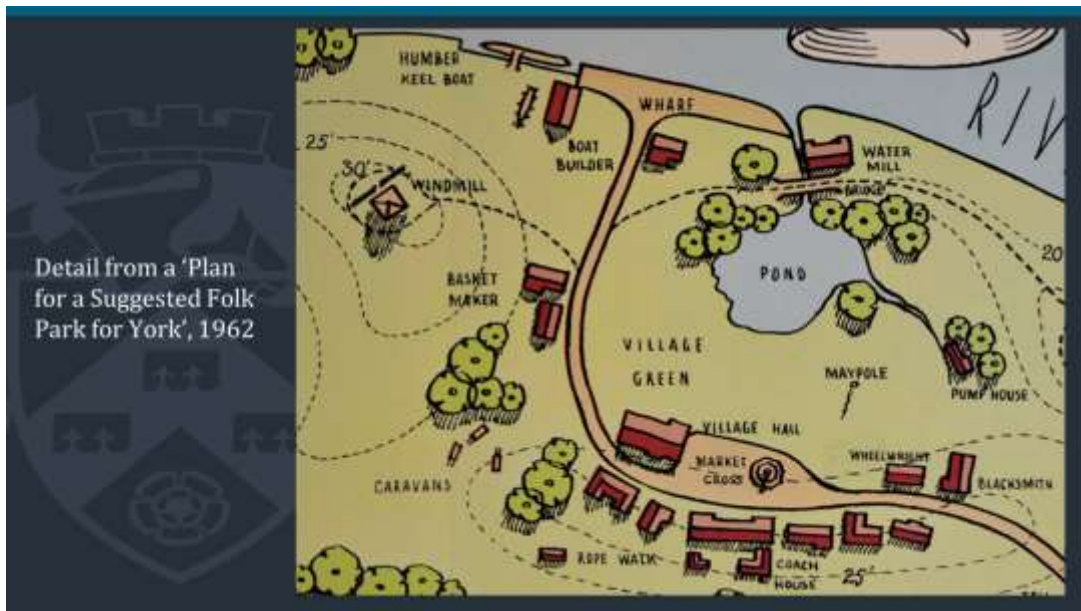 Detail from a ‘Plan
for a Suggested Folk
Park for York’, 1962
HUMBER
KEEL BOAT
WHARF
RIV
BOAT
BUILDER
WATER
MILL
BRIDGE
25'
30'
WINDMILL
20
BASKET
MAKER
POND
VILLAGE
GREEN
MAYPOLE
PUMP HOUSE
VILLAGE HALL
MARKET
CROSS
WHEELWRIGHT
BLACKSMITH
CARAVANS
ROPE WALK
COACH
HOUSE
25'